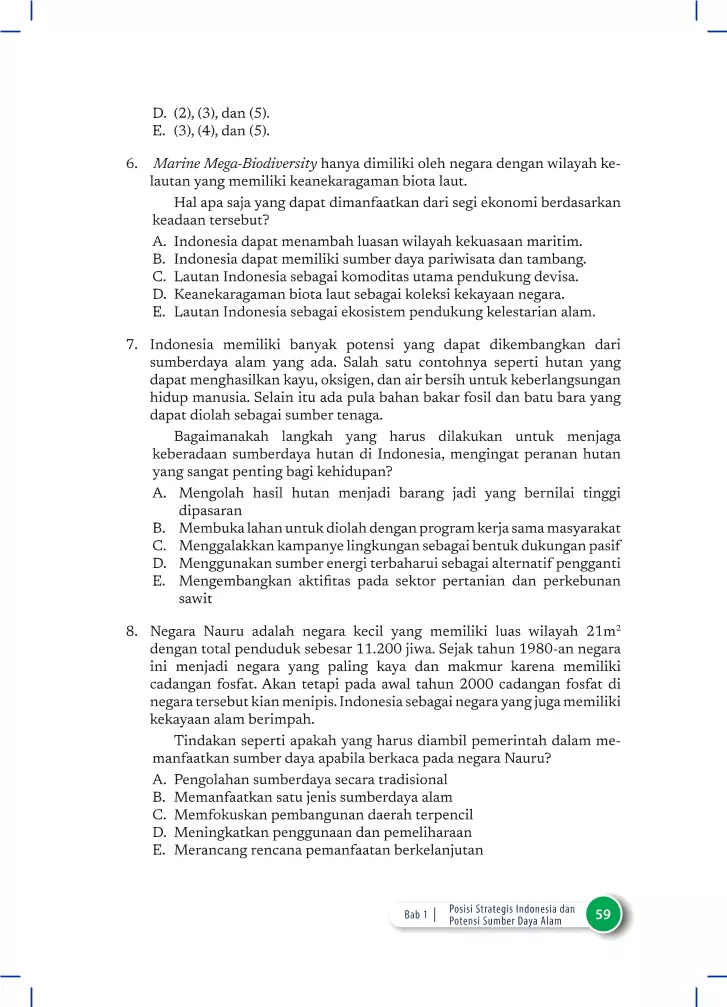 D. (2), (3), dan (5).
E. (3), (4), dan (5).
6. Marine Mega-Biodiversity hanya dimiliki oleh negara dengan wilayah ke-
lautan yang memiliki keanekaragaman biota laut.
Hal apa saja yang dapat dimanfaatkan dari segi ekonomi berdasarkan
keadaan tersebut?
A. Indonesia dapat menambah luasan wilayah kekuasaan maritim.
B. Indonesia dapat memiliki sumber daya pariwisata dan tambang.
C. Lautan Indonesia sebagai komoditas utama pendukung devisa.
D. Keanekaragaman biota laut sebagai koleksi kekayaan negara.
E. Lautan Indonesia sebagai ekosistem pendukung kelestarian alam.
7. Indonesia memiliki banyak potensi yang dapat dikembangkan dari
sumberdaya alam yang ada. Salah satu contohnya seperti hutan yang
dapat menghasilkan kayu, oksigen, dan air bersih untuk keberlangsungan
hidup manusia. Selain itu ada pula bahan bakar fosil dan batu bara yang
dapat diolah sebagai sumber tenaga.
Bagaimanakah langkah yang harus dilakukan untuk menjaga
keberadaan sumberdaya hutan di Indonesia, mengingat peranan hutan
yang sangat penting bagi kehidupan?
A. Mengolah hasil hutan menjadi barang jadi yang bernilai tinggi
dipasaran
B. Membuka lahan untuk diolah dengan program kerja sama masyarakat
C. Menggalakkan kampanye lingkungan sebagai bentuk dukungan pasif
D. Menggunakan sumber energi terbaharui sebagai alternatif pengganti
E. Mengembangkan aktifitas pada sektor pertanian dan perkebunan
sawit
8. Negara Nauru adalah negara kecil yang memiliki luas wilayah 21m²
dengan total penduduk sebesar 11.200 jiwa. Sejak tahun 1980-an negara
ini menjadi negara yang paling kaya dan makmur karena memiliki
cadangan fosfat. Akan tetapi pada awal tahun 2000 cadangan fosfat di
negara tersebut kian menipis. Indonesia sebagai negara yang juga memiliki
kekayaan alam berimpah.
Tindakan seperti apakah yang harus diambil pemerintah dalam me-
manfaatkan sumber daya apabila berkaca pada negara Nauru?
A. Pengolahan sumberdaya secara tradisional
B. Memanfaatkan satu jenis sumberdaya alam
C. Memfokuskan pembangunan daerah terpencil
D. Meningkatkan penggunaan dan pemeliharaan
E. Merancang rencana pemanfaatan berkelanjutan
Bab 1 | Posisi Strategis Indonesia dan
Potensi Sumber Daya Alam
59